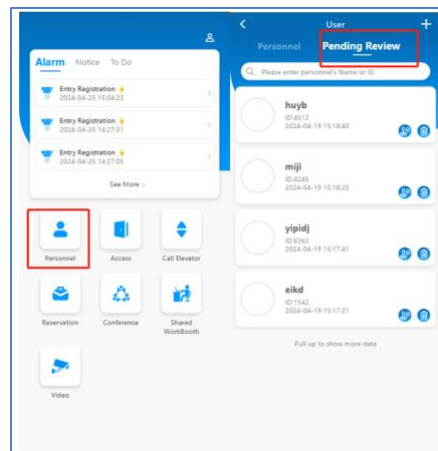 Alarm Notice To Do
Entry Registration
2024-04-25 15:04:23
Entry Registration
2024-04-25 14:27:31
Entry Registration
2024-04-25 14:27:05
See More
Personnel Access Call Elevator
Reservation Conference Shared
WorkBooth
Video
User
Personnel Pending Review
Please enter personnel's Name or ID
huyb
ID:4512
2024-04-19 15:18:40
miji
ID:4245
2024-04-19 15:18:23
yipidj
ID:6363
2024-04-19 15:17:41
eikd
ID:1542
2024-04-19 15:17:21
Pull up to show more data